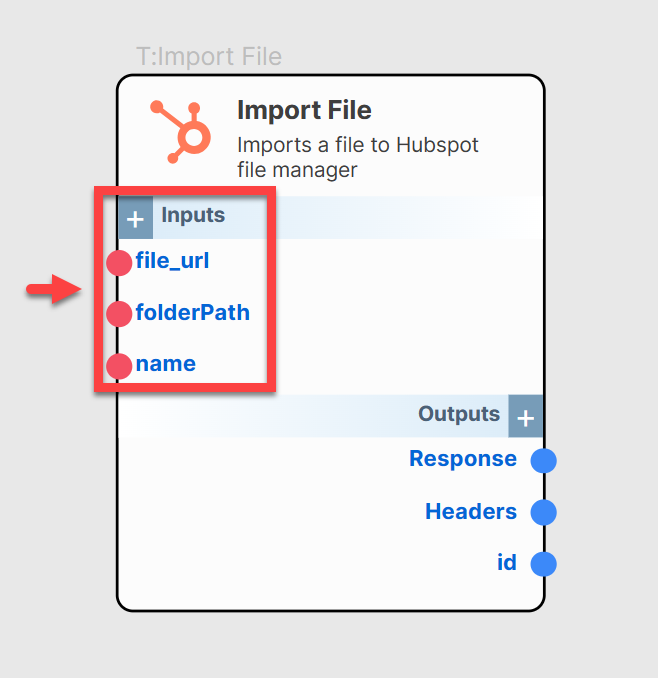 T:Import File
Import File
Imports a file to Hubspot
file manager
+ Inputs
file_url
folderPath
name
Outputs +
Response
Headers
id